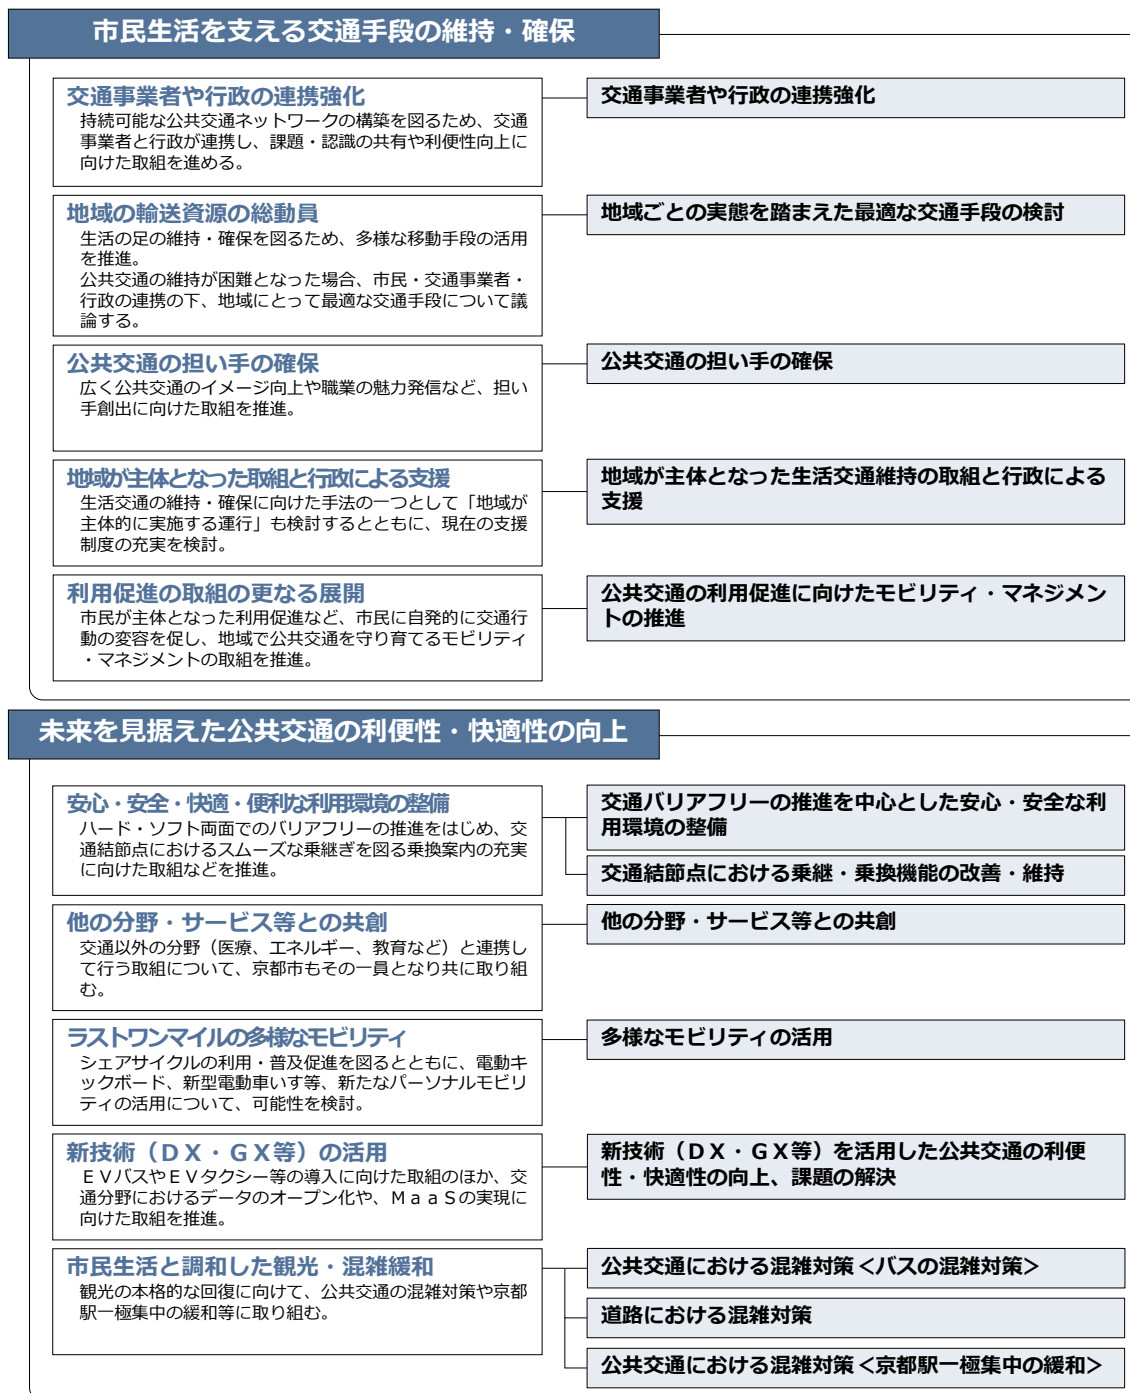 市民生活を支える交通手段の維持・確保
交通事業者や行政の連携強化
持続可能な公共交通ネットワークの構築を図るため、交通
事業者と行政が連携し、課題・認識の共有や利便性向上に
向けた取組を進める。
交通事業者や行政の連携強化
地域の輸送資源の総動員
生活の足の維持・確保を図るため、多様な移動手段の活用
を推進。
公共交通の維持が困難となった場合、市民・交通事業者・
行政の連携の下、地域にとって最適な交通手段について議
論する。
地域ごとの実態を踏まえた最適な交通手段の検討
公共交通の担い手の確保
広く公共交通のイメージ向上や職業の魅力発信など、担い
手創出に向けた取組を推進。
公共交通の担い手の確保
地域が主体となった取組と行政による支援
生活交通の維持・確保に向けた手法の一つとして「地域が
主体的に実施する運行」も検討するとともに、現在の支援
制度の充実を検討。
地域が主体となった生活交通維持の取組と行政による
支援
利用促進の取組の更なる展開
市民が主体となった利用促進など、市民に自発的に交通行
動の変容を促し、地域で公共交通を守り育てるモビリティ
・マネジメントの取組を推進。
公共交通の利用促進に向けたモビリティ・マネジメン
トの推進
未来を見据えた公共交通の利便性・快適性の向上
安心・安全・快適・便利な利用環境の整備
ハード・ソフト両面でのバリアフリーの推進をはじめ、交
通結節点におけるスムーズな乗継ぎを図る乗換案内の充実
に向けた取組などを推進。
交通バリアフリーの推進を中心とした安心・安全な利
用環境の整備
交通結節点における乗継・乗換機能の改善・維持
他の分野・サービス等との共創
交通以外の分野（医療、エネルギー、教育など）と連携し
て行う取組について、京都市もその一員となり共に取り組
む。
他の分野・サービス等との共創
ラストワンマイルの多様なモビリティ
シェアサイクルの利用・普及促進を図るとともに、電動キ
ックボード、新型電動車いす等、新たなパーソナルモビリ
ティの活用について、可能性を検討。
多様なモビリティの活用
新技術（ＤＸ・ＧＸ等）の活用
ＥＶバスやＥＶタクシー等の導入に向けた取組のほか、交
通分野におけるデータのオープン化や、ＭａａＳの実現に
向けた取組を推進。
新技術（ＤＸ・ＧＸ等）を活用した公共交通の利便
性・快適性の向上、課題の解決
市民生活と調和した観光・混雑緩和
観光の本格的な回復に向けて、公共交通の混雑対策や京都
駅一極集中の緩和等に取り組む。
公共交通における混雑対策＜バスの混雑対策＞
道路における混雑対策
公共交通における混雑対策＜京都駅一極集中の緩和＞